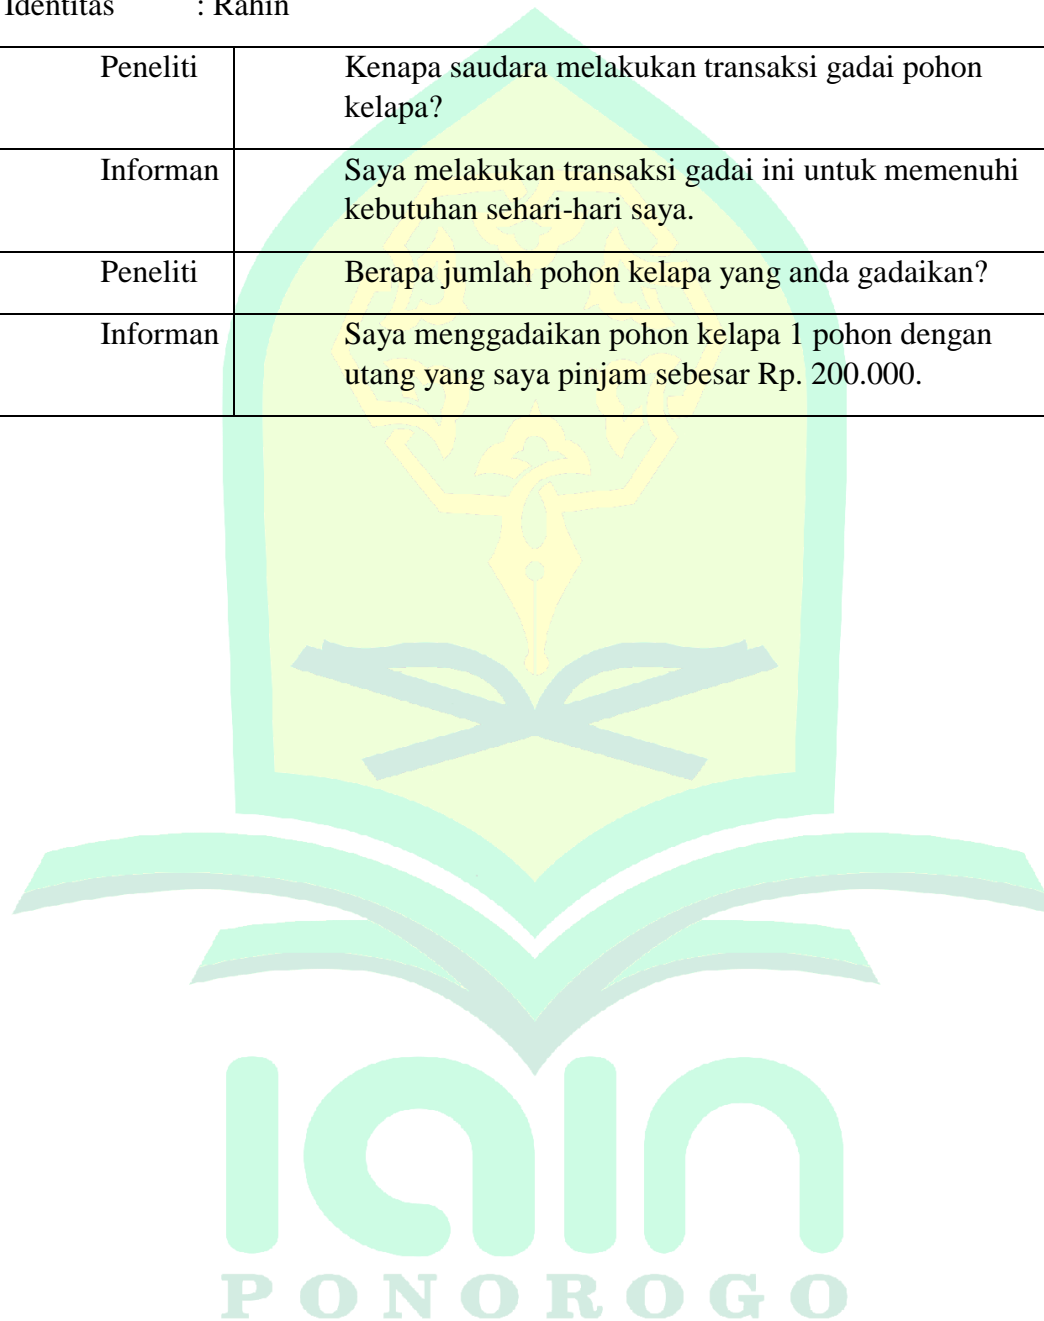 Identitas : Rahin
Peneliti Kenapa saudara melakukan transaksi gadai pohon
kelapa?
Informan Saya melakukan transaksi gadai ini untuk memenuhi
kebutuhan sehari-hari saya.
Peneliti Berapa jumlah pohon kelapa yang anda gadaikan?
Informan Saya menggadaikan pohon kelapa 1 pohon dengan
utang yang saya pinjam sebesar Rp. 200.000.
iain
PONOROGO